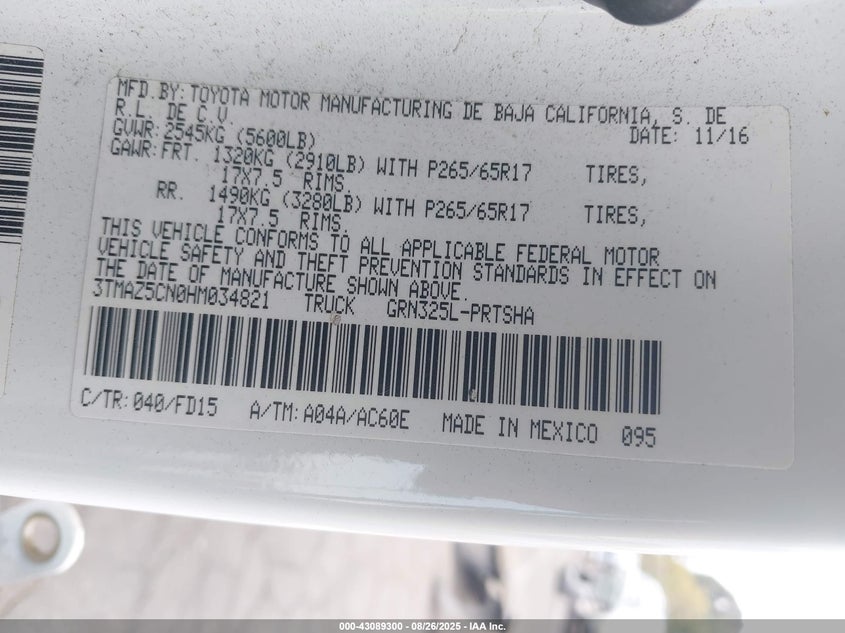 MFD.BY:TOYOTA MOTOR MANUFACTURING DE BAJA CALIFORNIA, S. DE
R.L. DE C.V. DATE: 11/16
GVWR:2545KG (5600LB)
GAWR:FRT. 1320KG (2910LB) WITH P265/65R17 TIRES,
17X7.5 RIMS.
RR. 1490KG (3280LB) WITH P265/65R17 TIRES,
17X7.5 RIMS.
THIS VEHICLE CONFORMS TO ALL APPLICABLE FEDERAL MOTOR
VEHICLE SAFETY AND THEFT PREVENTION STANDARDS IN EFFECT ON
THE DATE OF MANUFACTURE SHOWN ABOVE.
3TMAZ5CN0HM034821 TRUCK GRN325L-PRTSHA
C/TR:040/FD15 A/TM:A04A/AC60E MADE IN MEXICO 095
000-43089300 - 08/26/2025 - IAA Inc.